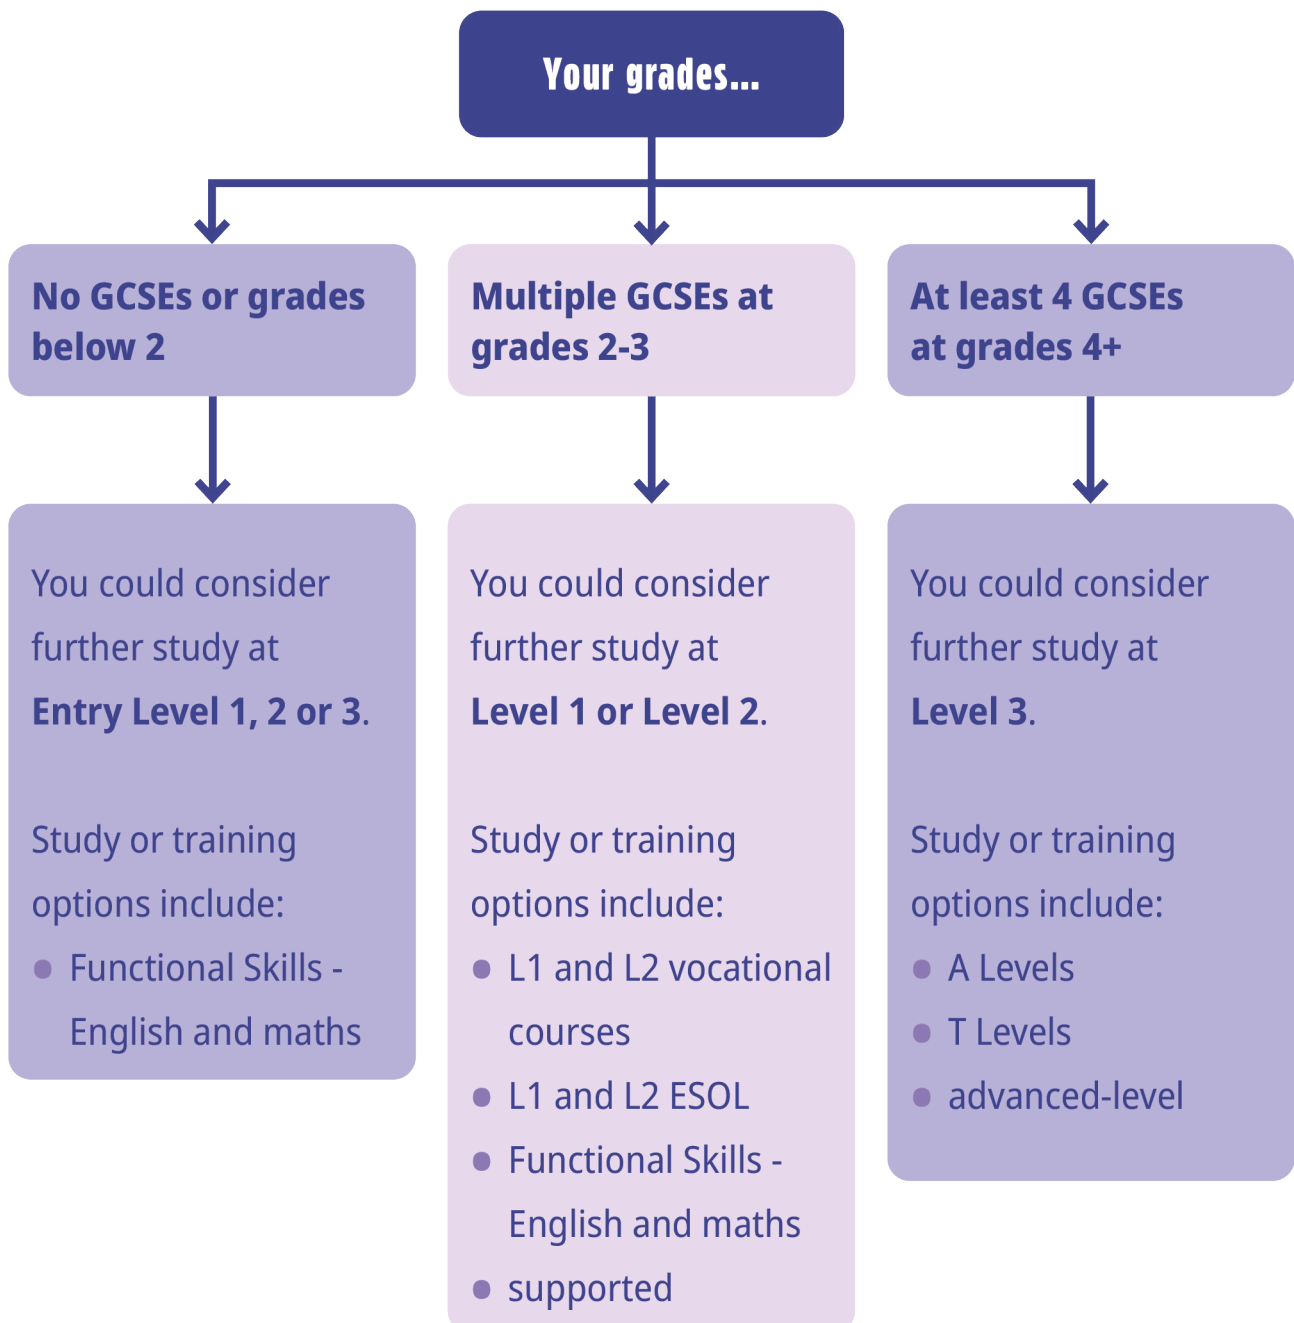 Your grades...
No GCSEs or grades
below 2
Multiple GCSEs at
grades 2-3
At least 4 GCSEs
at grades 4+
You could consider
further study at
Entry Level 1, 2 or 3.
Study or training
options include:
• Functional Skills -
English and maths
You could consider
further study at
Level 1 or Level 2.
Study or training
options include:
• L1 and L2 vocational
courses
• L1 and L2 ESOL
• Functional Skills -
English and maths
• supported
You could consider
further study at
Level 3.
Study or training
options include:
• A Levels
• T Levels
• advanced-level